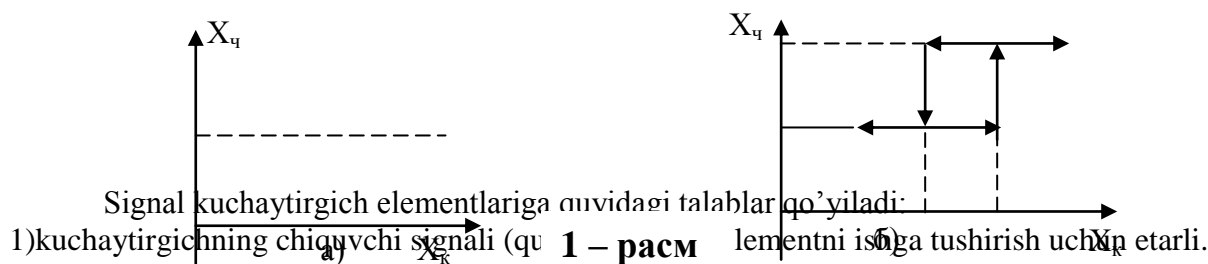 Xч Xч
Signal kuchaytirgich elementlariga quyidagi talablar qo’yiladi:
1)kuchaytirgichning chiquvchi signali (qu 1 – расм lementni ishga tushirish uchun etarli.
а) Xк б) Xк